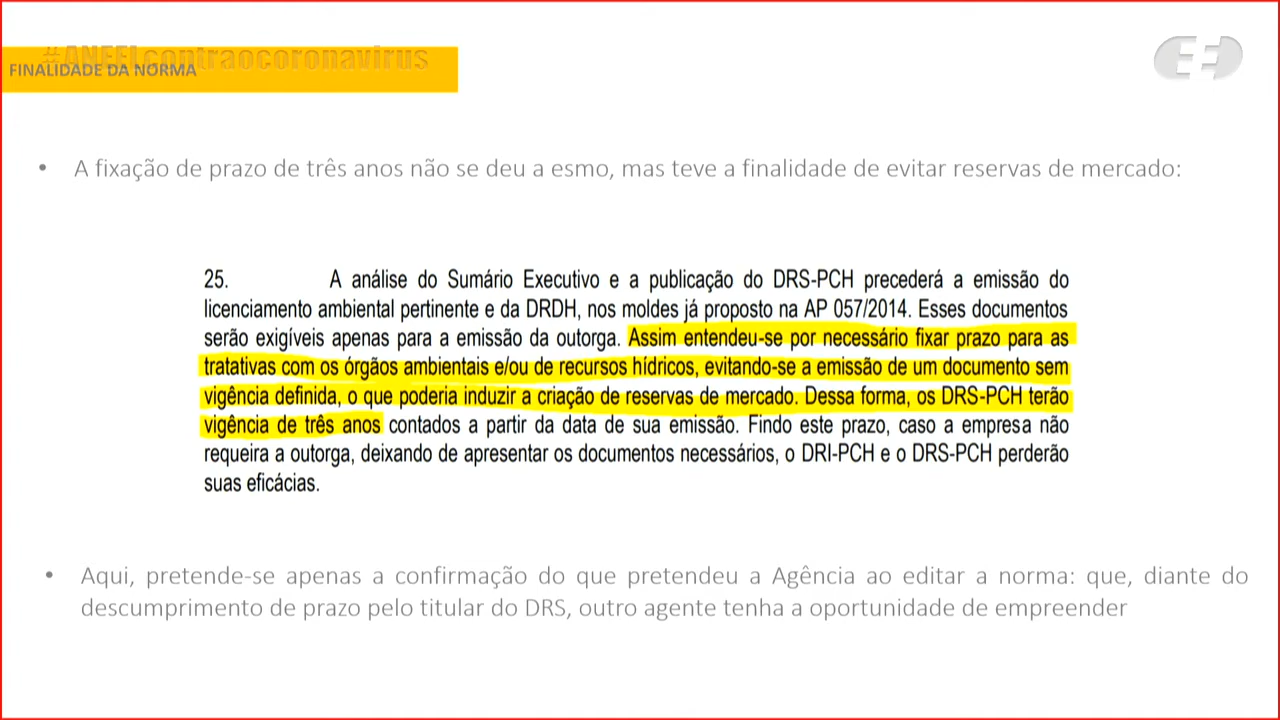 #ANEELcontraocoronavirus
FINALIDADE DA NORMA
• A fixação de prazo de três anos não se deu a esmo, mas teve a finalidade de evitar reservas de mercado:
25. A análise do Sumário Executivo e a publicação do DRS-PCH precederá a emissão do
licenciamento ambiental pertinente e da DRDH, nos moldes já proposto na AP 057/2014. Esses documentos
serão exigíveis apenas para a emissão da outorga. Assim entendeu-se por necessário fixar prazo para as
tratativas com os órgãos ambientais e/ou de recursos hídricos, evitando-se a emissão de um documento sem
vigência definida, o que poderia induzir a criação de reservas de mercado. Dessa forma, os DRS-PCH terão
vigência de três anos contados a partir da data de sua emissão. Findo este prazo, caso a empresa não
requeira a outorga, deixando de apresentar os documentos necessários, o DRI-PCH e o DRS-PCH perderão
suas eficácias.
• Aqui, pretende-se apenas a confirmação do que pretendeu a Agência ao editar a norma: que, diante do
descumprimento de prazo pelo titular do DRS, outro agente tenha a oportunidade de empreender